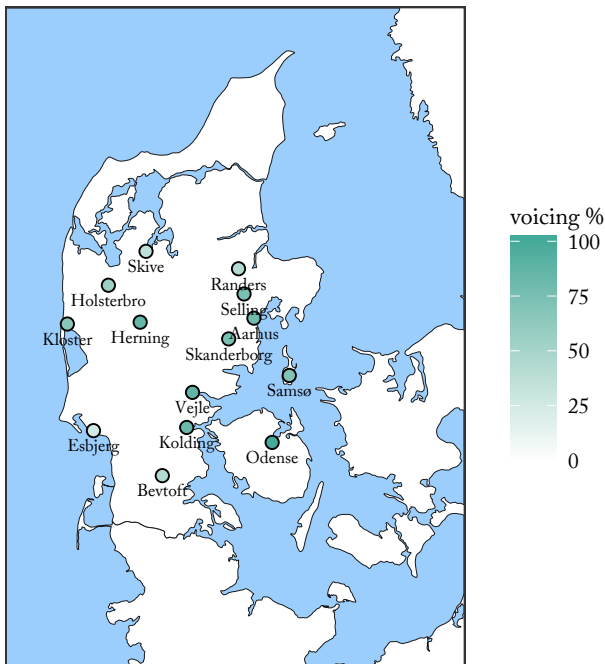 voicing %
100
75
50
25
0
Skive
Randers
Holsterbro
Selling
Aarhus
Kloster
Herning
Skanderborg
Samsø
Vejle
Esbjerg
Kolding
Odense
Bevtoft